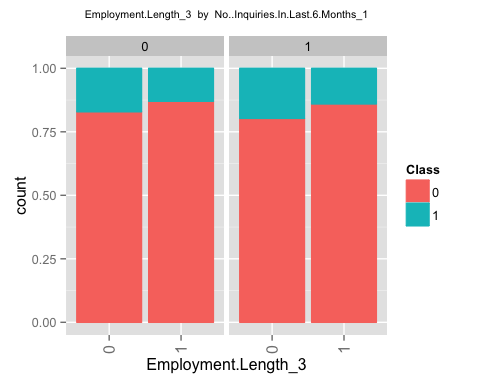 Employment.Length_3 by No..Inquiries.In.Last.6.Months_1
0 1
1.00
0.75
0.50
0.25
0.00
count
0 1 0 1
Employment.Length_3
Class
0
1